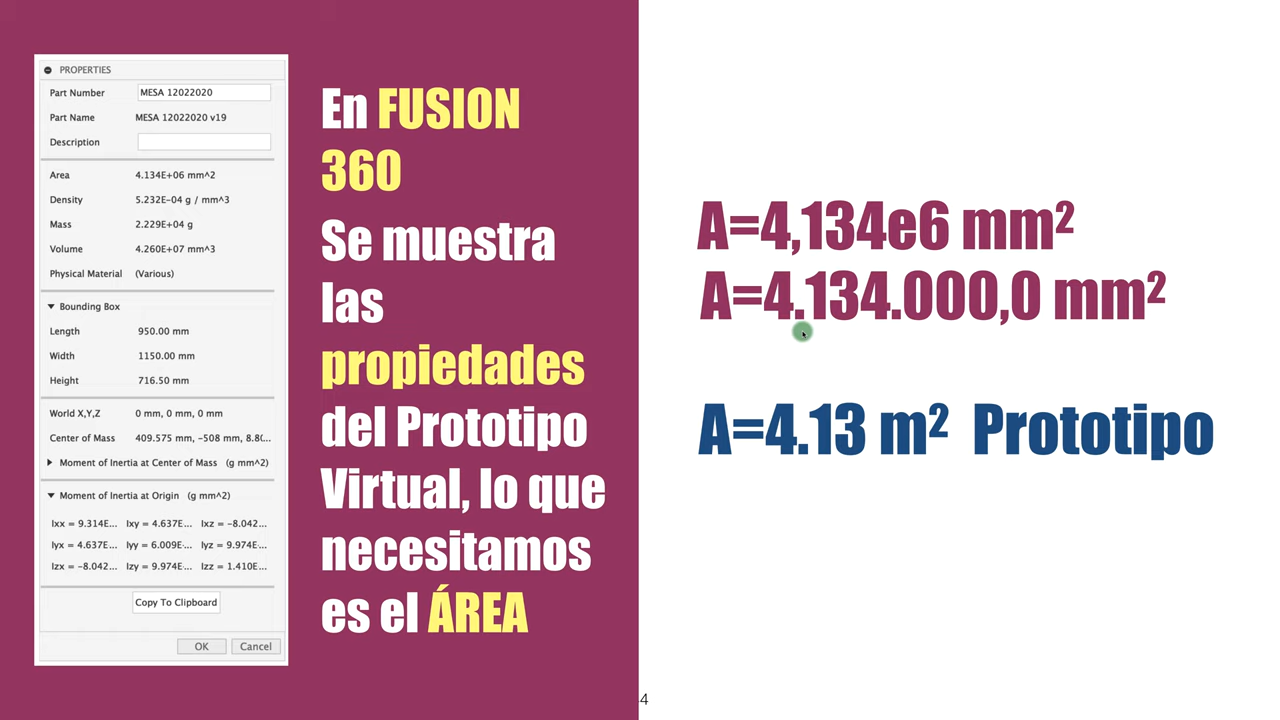 PROPERTIES
Part Number MESA 12022020
Part Name MESA 12022020 v19
Description
Area 4.134E+06 mm^2
Density 5.232E-04 g / mm^3
Mass 2.229E+04 g
Volume 4.260E+07 mm^3
Physical Material (Various)
Bounding Box
Length 950.00 mm
Width 1150.00 mm
Height 716.50 mm
World X,Y,Z 0 mm, 0 mm, 0 mm
Center of Mass 409.575 mm, -508 mm, 8.8(...
Moment of Inertia at Center of Mass (g mm^2)
Moment of Inertia at Origin (g mm^2)
Ixx = 9.314E... Ixy = 4.637E... Ixz = -8.042...
Iyx = 4.637E... Iyy = 6.009E... Iyz = 9.974E...
Izx = -8.042... Izy = 9.974E... Izz = 1.410E...
Copy To Clipboard
OK Cancel
En FUSION
360
Se muestra
las
propiedades
del Prototipo
Virtual, lo que
necesitamos
es el ÁREA
A=4,134e6 mm²
A=4.134.000,0 mm²
A=4.13 m² Prototipo
4